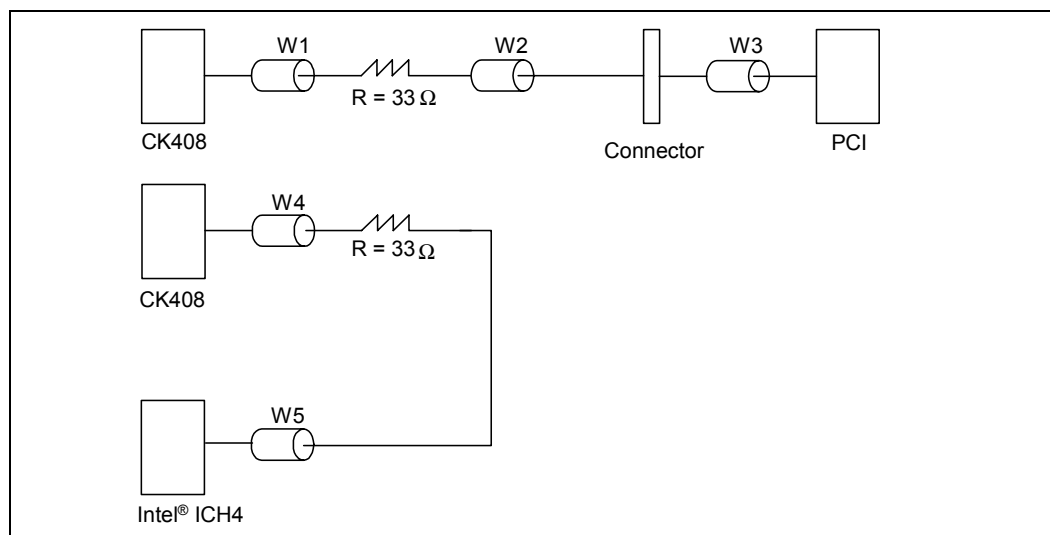 W1
W2
W3
R = 33 Ω
CK408
Connector
PCI
W4
R = 33 Ω
CK408
W5
Intel® ICH4